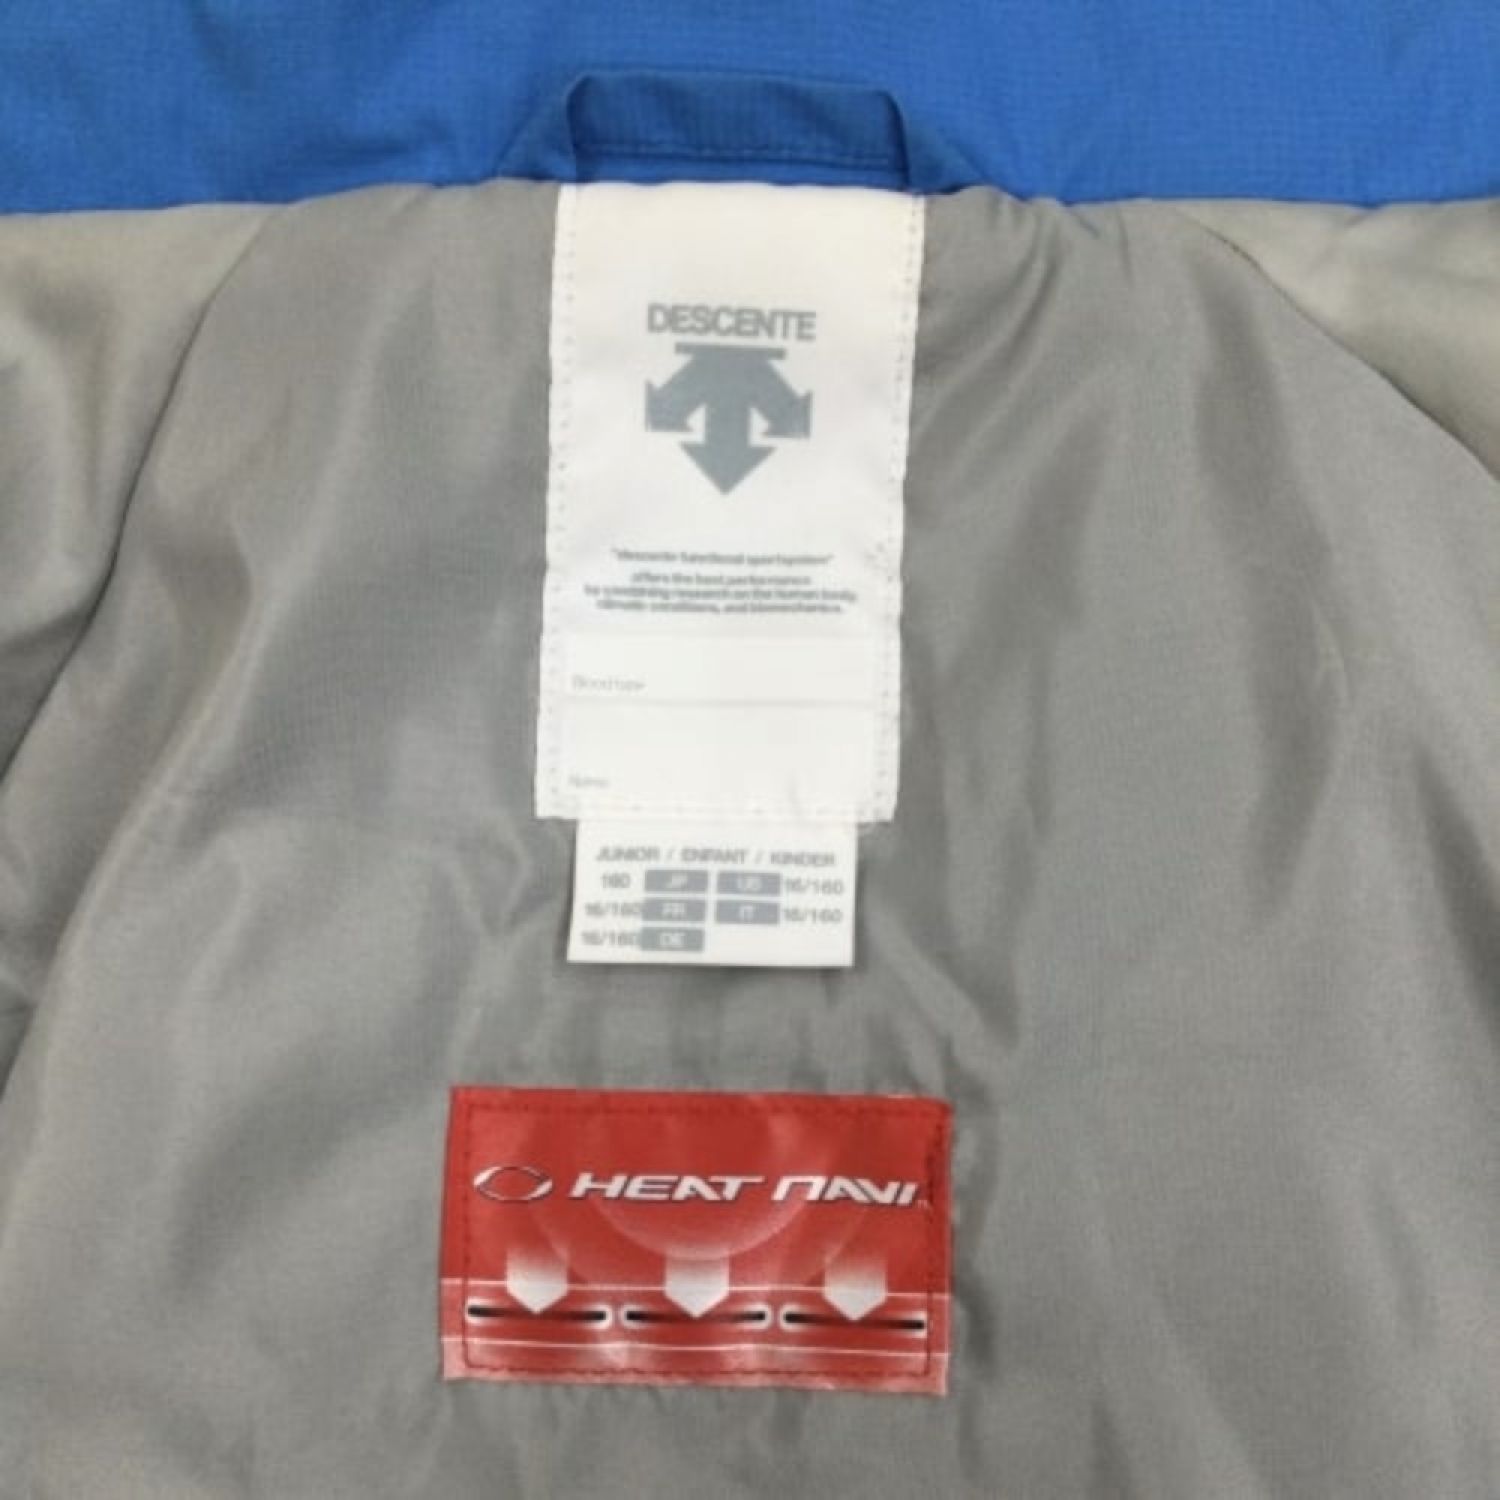 DESCENTE
"descente functional sportsystem"
offers the best performance
by combining research on the human body,
climatic conditions, and biomechanics.
Blood type
Name
JUNIOR / ENFANT / KINDER
160 JP US 16/160
16/160 FR IT 16/160
16/160 DE
HEAT NAVI